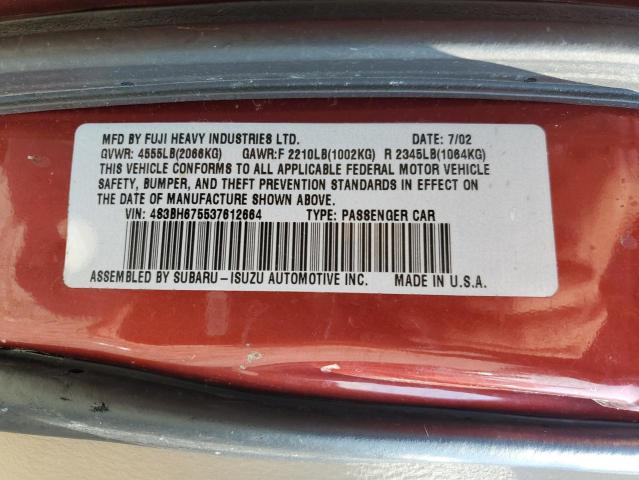 MFD BY FUJI HEAVY INDUSTRIES LTD. DATE: 7/02
GVWR: 4555LB(2066KG) GAWR:F 2210LB(1002KG) R 2345LB(1064KG)
THIS VEHICLE CONFORMS TO ALL APPLICABLE FEDERAL MOTOR VEHICLE
SAFETY, BUMPER, AND THEFT PREVENTION STANDARDS IN EFFECT ON
THE DATE OF MANUFACTURE SHOWN ABOVE.
VIN: 4S3BH675537612664 TYPE: PASSENGER CAR
ASSEMBLED BY SUBARU-ISUZU AUTOMOTIVE INC. MADE IN U.S.A.